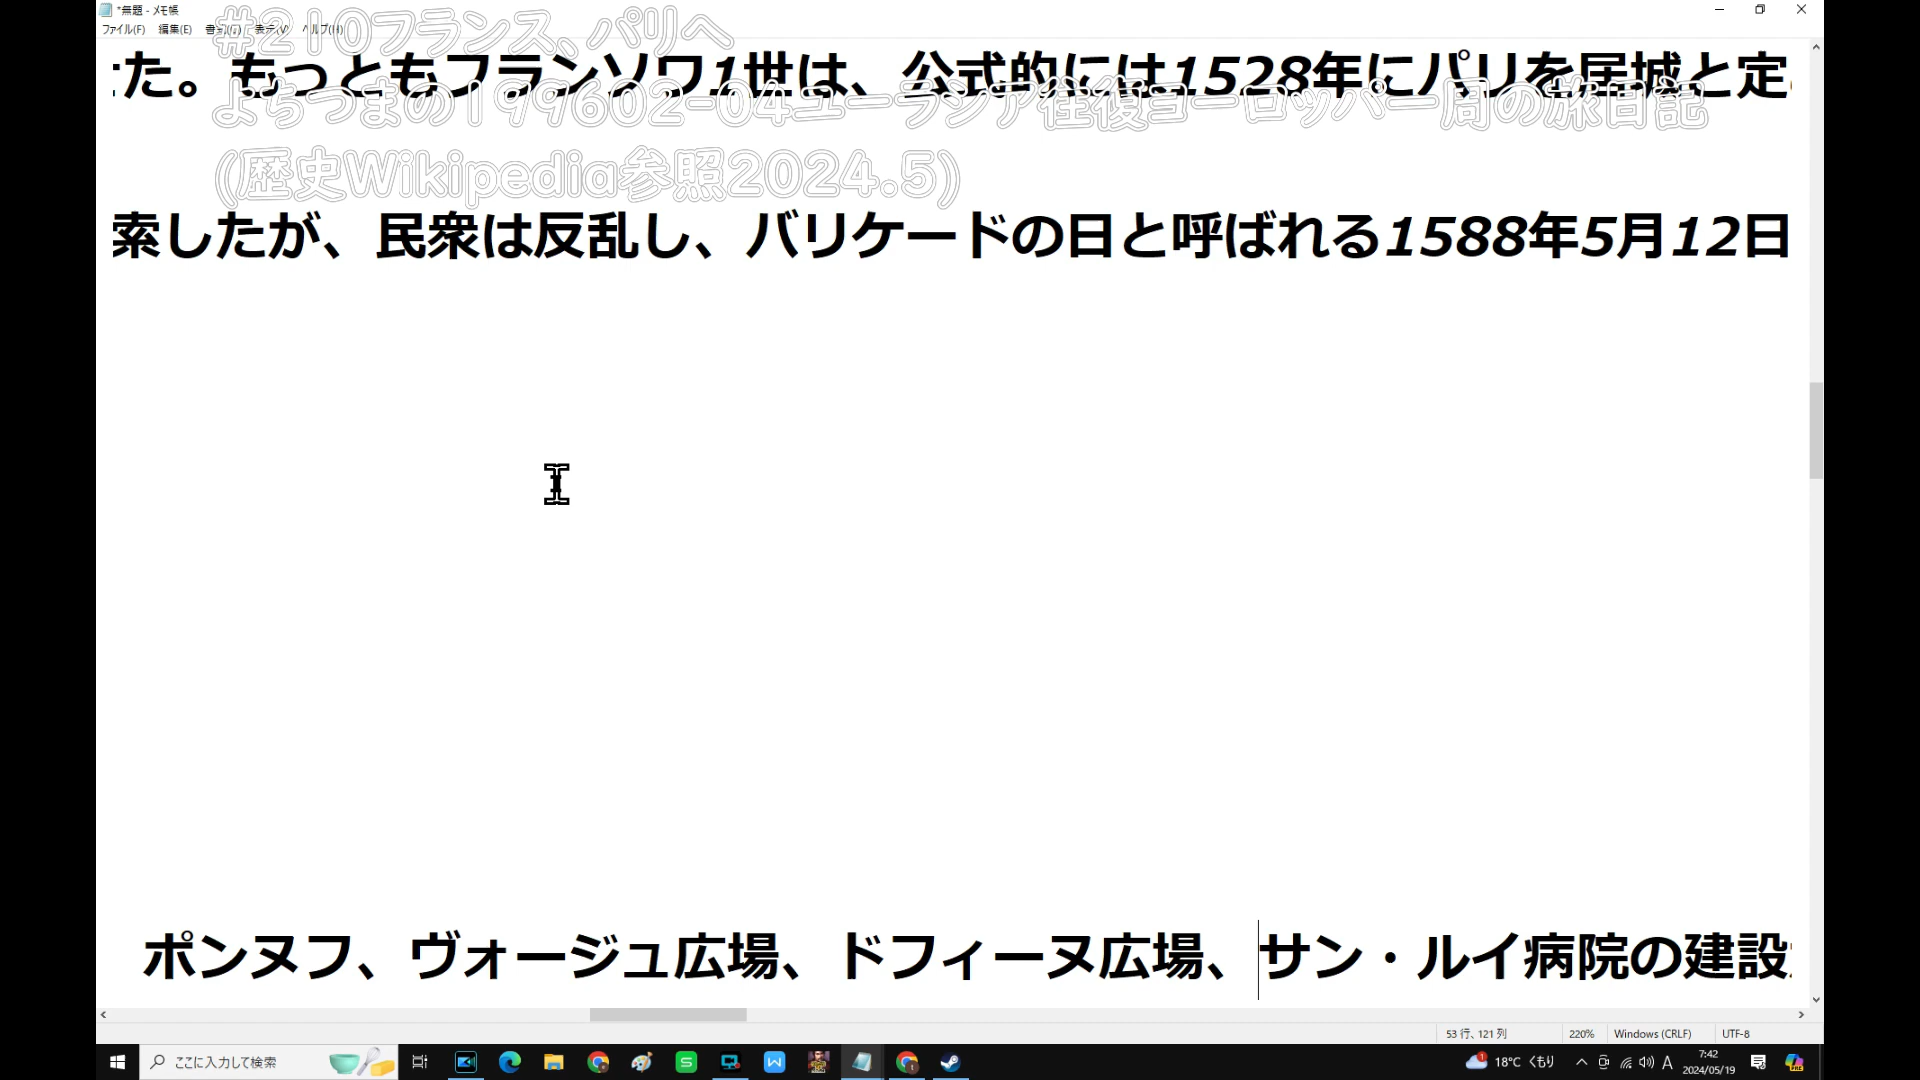 *無題 - メモ帳
ファイル(F) 編集(E) 書式(O) 表示(V) ヘルプ(H)
#210フランス、パリへ
した。もっともフランソワ1世は、公式的には1528年にパリを居城と定
よちつまの199602-04ユーラシア往復ヨーロッパ一周の旅日記
(歴史Wikipedia参照2024.5)
索したが、民衆は反乱し、バリケードの日と呼ばれる1588年5月12日
ポンヌフ、ヴォージュ広場、ドフィーヌ広場、サン・ルイ病院の建設
53 行、121 列 220% Windows (CRLF) UTF-8
ここに入力して検索 18°C くもり A 7:42
2024/05/19